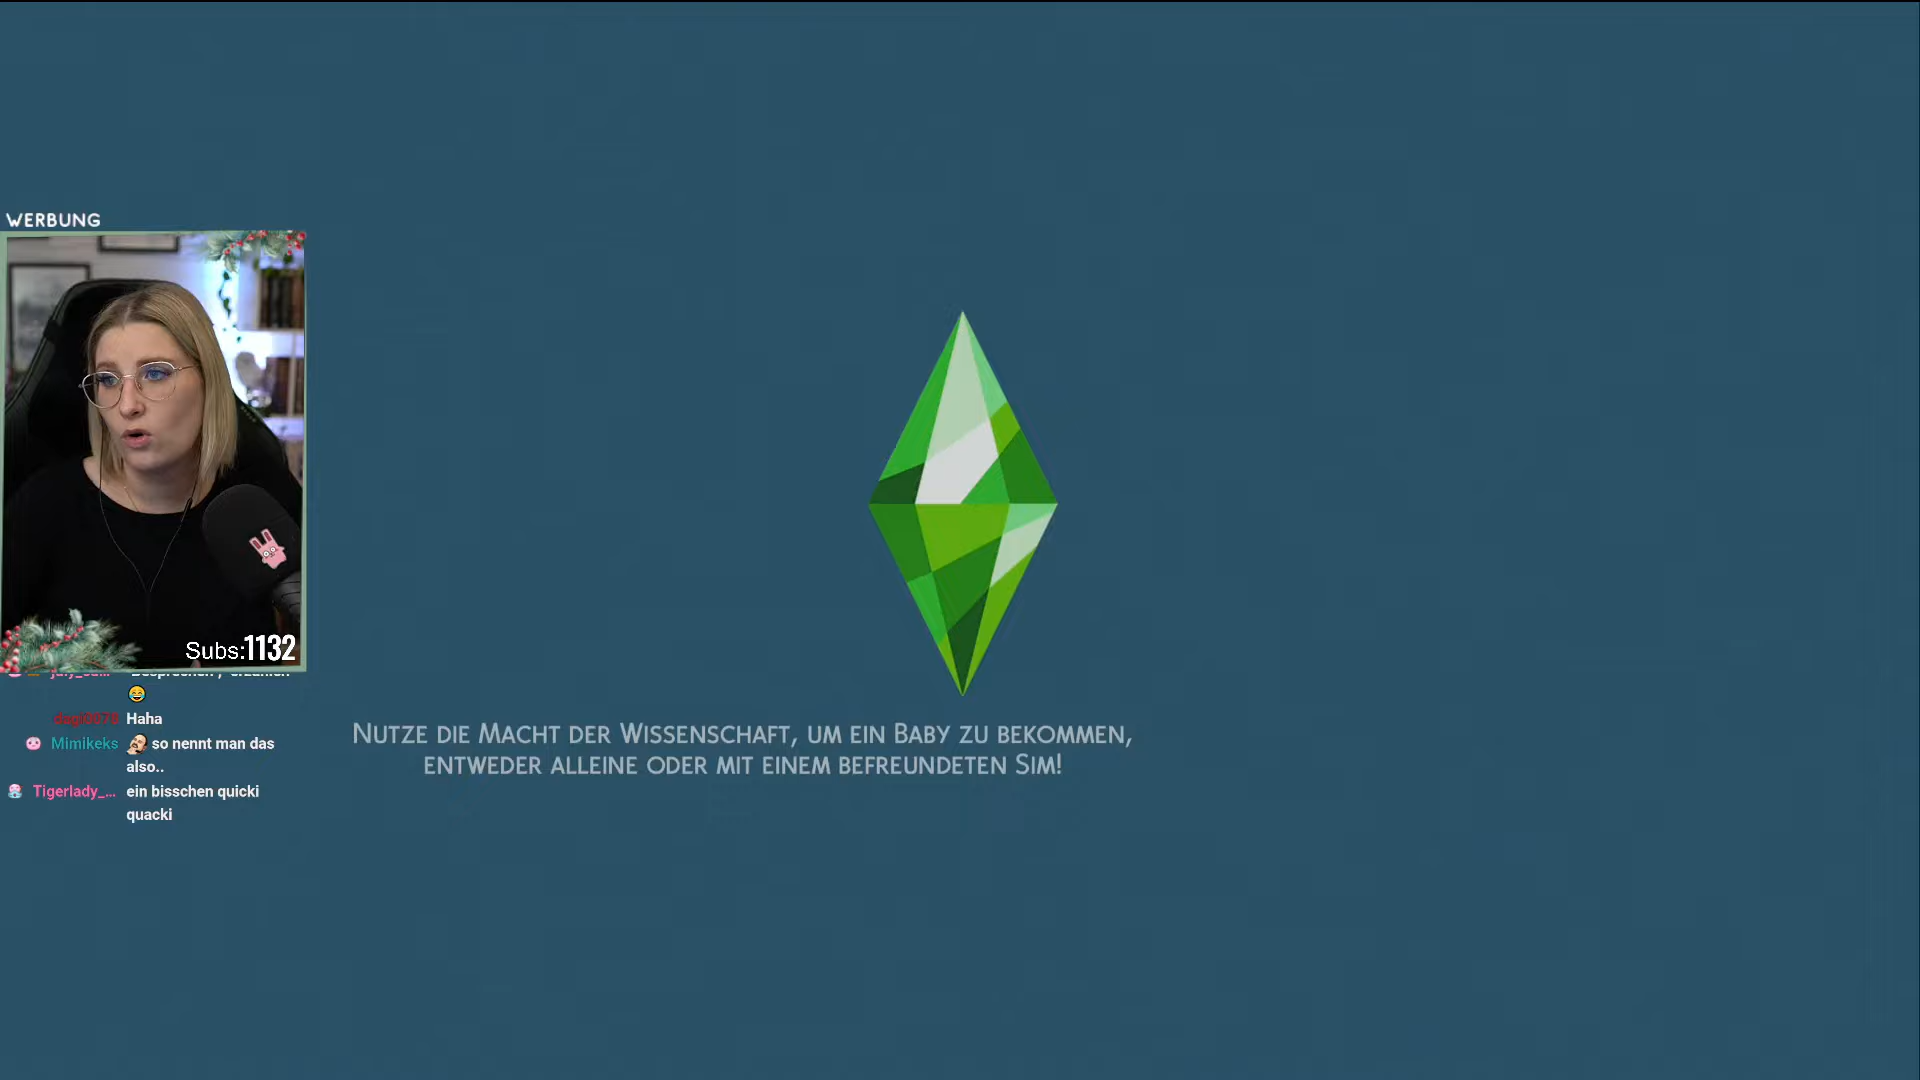 WERBUNG
Subs:1132
Haha
Mimikeks so nennt man das
also..
Tigerlady_... ein bisschen quicki
quacki
NUTZE DIE MACHT DER WISSENSCHAFT, UM EIN BABY ZU BEKOMMEN,
ENTWEDER ALLEINE ODER MIT EINEM BEFREUNDETEN SIM!